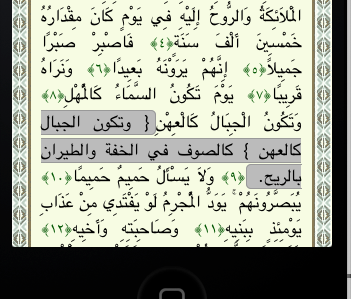 الْمَلَائِكَةُ وَالرُّوحُ إِلَيْهِ فِي يَوْمٍ كَانَ مِقْدَارُهُ
خَمْسِينَ أَلْفَ سَنَةٍ ﴿٤﴾ فَاصْبِرْ صَبْرًا
جَمِيلاً ﴿٥﴾ إِنَّهُمْ يَرَوْنَهُ بَعِيدًا ﴿٦﴾ وَنَرَاهُ
قَرِيبًا ﴿٧﴾ يَوْمَ تَكُونُ السَّمَاءُ كَالْمُهْلِ ﴿٨﴾
وَتَكُونُ الْجِبَالُ كَالْعِهْنِ { وتكون الجبال
كالعهن } كالصوف في الخفة والطيران
بالريح. ﴿٩﴾ وَلاَ يَسْأَلُ حَمِيمٌ حَمِيمًا ﴿١٠﴾
يُبَصَّرُونَهُمْ ۚ يَوَدُّ الْمُجْرِمُ لَوْ يَفْتَدِي مِنْ عَذَابِ
يَوْمِئِذٍ بِبَنِيهِ ﴿١١﴾ وَصَاحِبَتِهِ وَأَخِيهِ ﴿١٢﴾